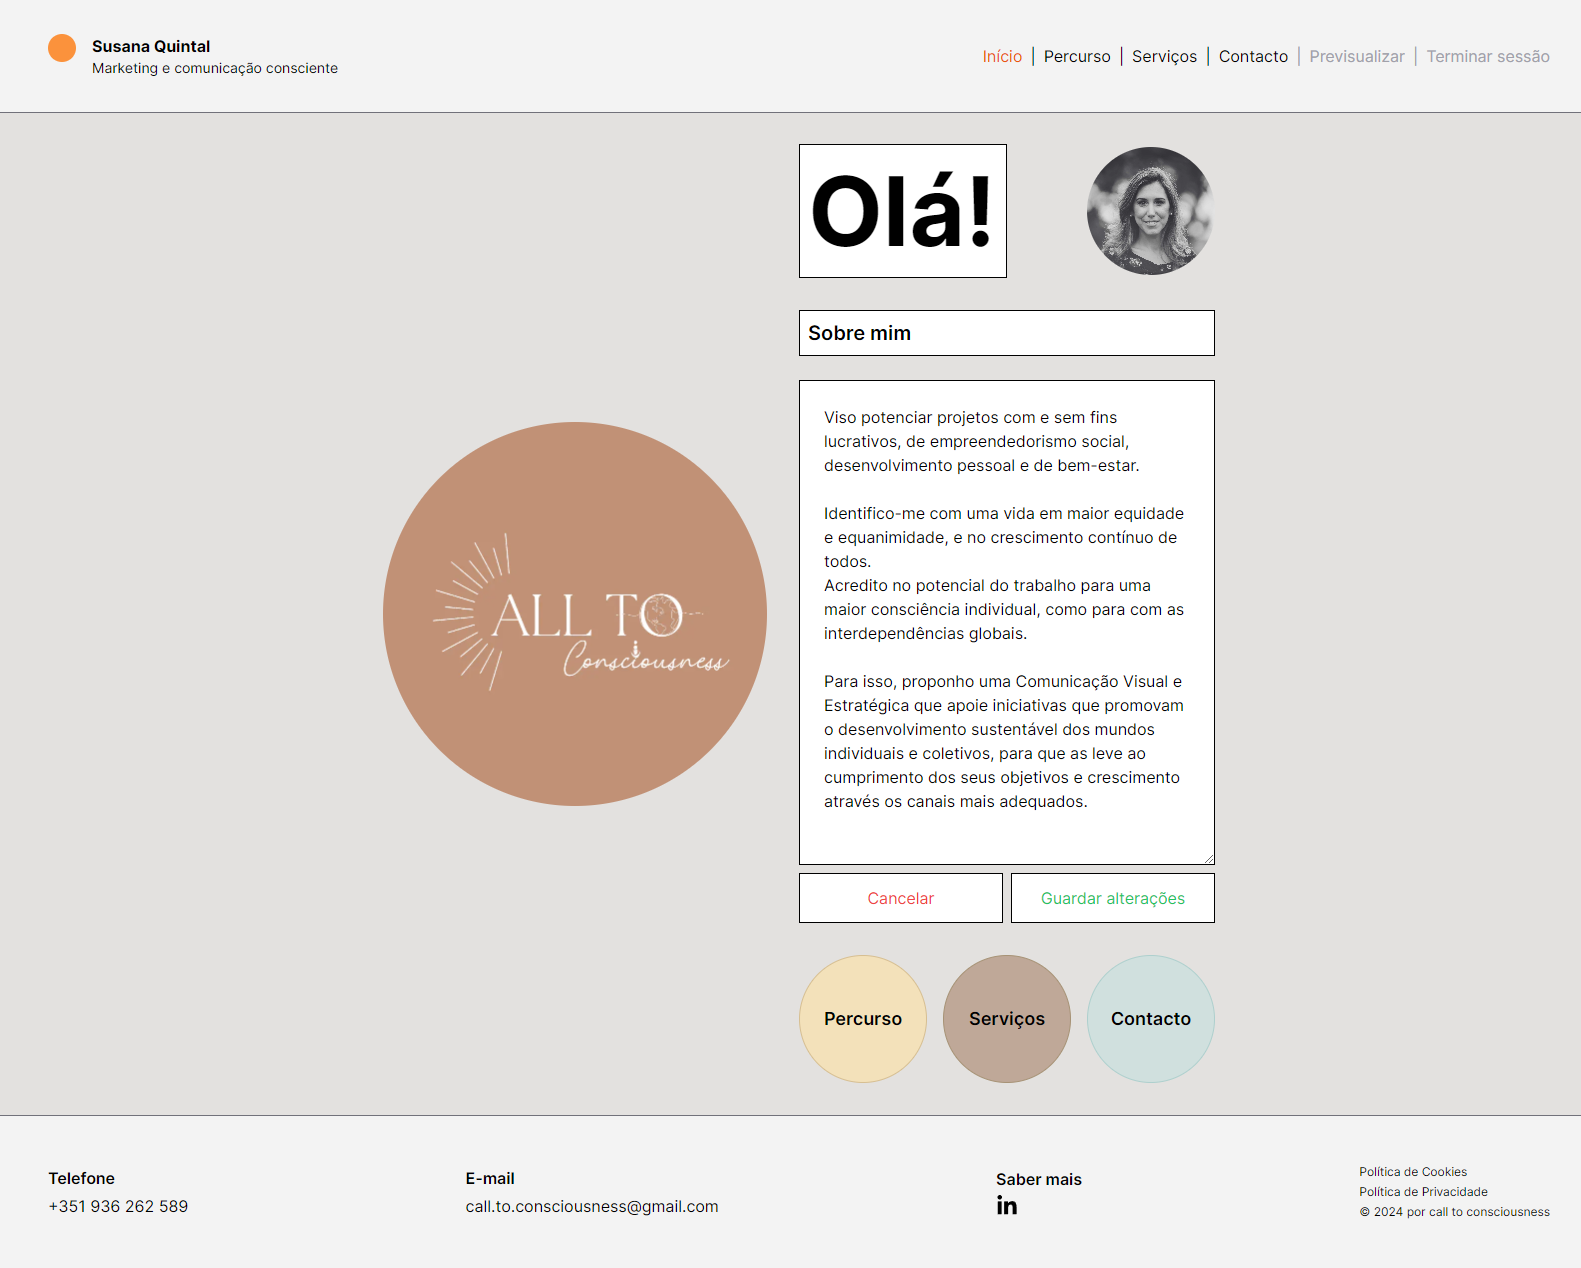 Susana Quintal
Marketing e comunicação consciente
Início | Percurso | Serviços | Contacto | Previsualizar | Terminar sessão
Olá!
Sobre mim
Viso potenciar projetos com e sem fins
lucrativos, de empreendedorismo social,
desenvolvimento pessoal e de bem-estar.
Identifico-me com uma vida em maior equidade
e equanimidade, e no crescimento contínuo de
todos.
Acredito no potencial do trabalho para uma
maior consciência individual, como para com as
interdependências globais.
Para isso, proponho uma Comunicação Visual e
Estratégica que apoie iniciativas que promovam
o desenvolvimento sustentável dos mundos
individuais e coletivos, para que as leve ao
cumprimento dos seus objetivos e crescimento
através os canais mais adequados.
ALL TO
Consciousness
Cancelar
Guardar alterações
Percurso
Serviços
Contacto
Telefone
+351 936 262 589
E-mail
call.to.consciousness@gmail.com
Saber mais
in
Política de Cookies
Política de Privacidade
© 2024 por call to consciousness